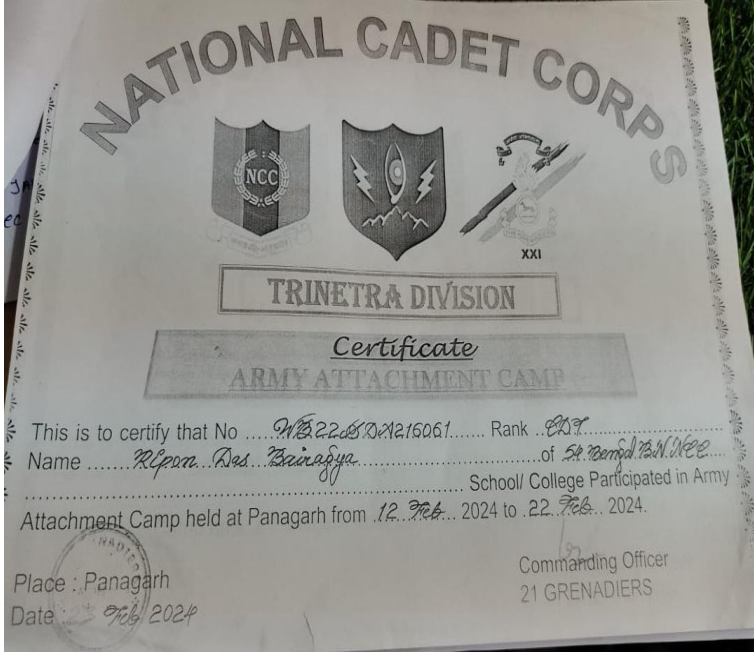 NATIONAL CADET CORPS
NCC
XXI
TRINETRA DIVISION
Certificate
ARMY ATTACHMENT CAMP
This is to certify that No ....WB22SDA216061...... Rank ..CDT..........................
Name .......Ripon Das Bairagya..............................of 54 Bengal BN NCC....
................................................................................ School/ College Participated in Army
Attachment Camp held at Panagarh from .12..Feb... 2024 to .22..Feb.. 2024.
Commanding Officer
21 GRENADIERS
Place : Panagarh
Date : Feb 2024